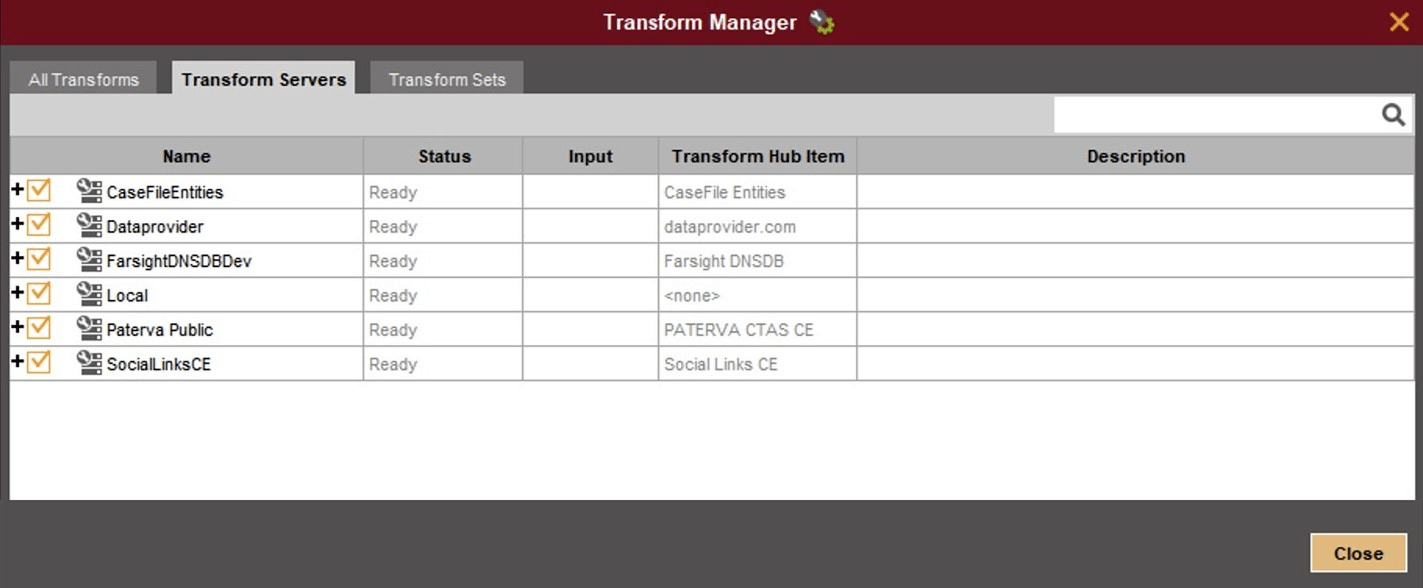 Transform Manager
All Transforms Transform Servers Transform Sets
Name Status Input Transform Hub Item Description
CaseFileEntities Ready CaseFile Entities
Dataprovider Ready dataprovider.com
FarsightDNSDBDev Ready Farsight DNSDB
Local Ready <none>
Paterva Public Ready PATERVA CTAS CE
SocialLinksCE Ready Social Links CE
Close